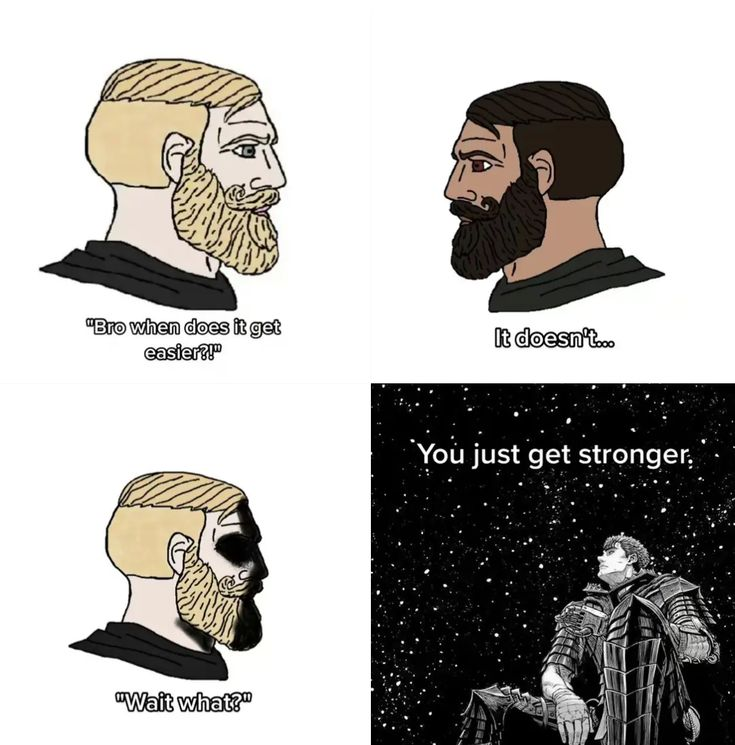 "Bro when does it get
easier?!"
It doesn't...
"Wait what?"
You just get stronger.